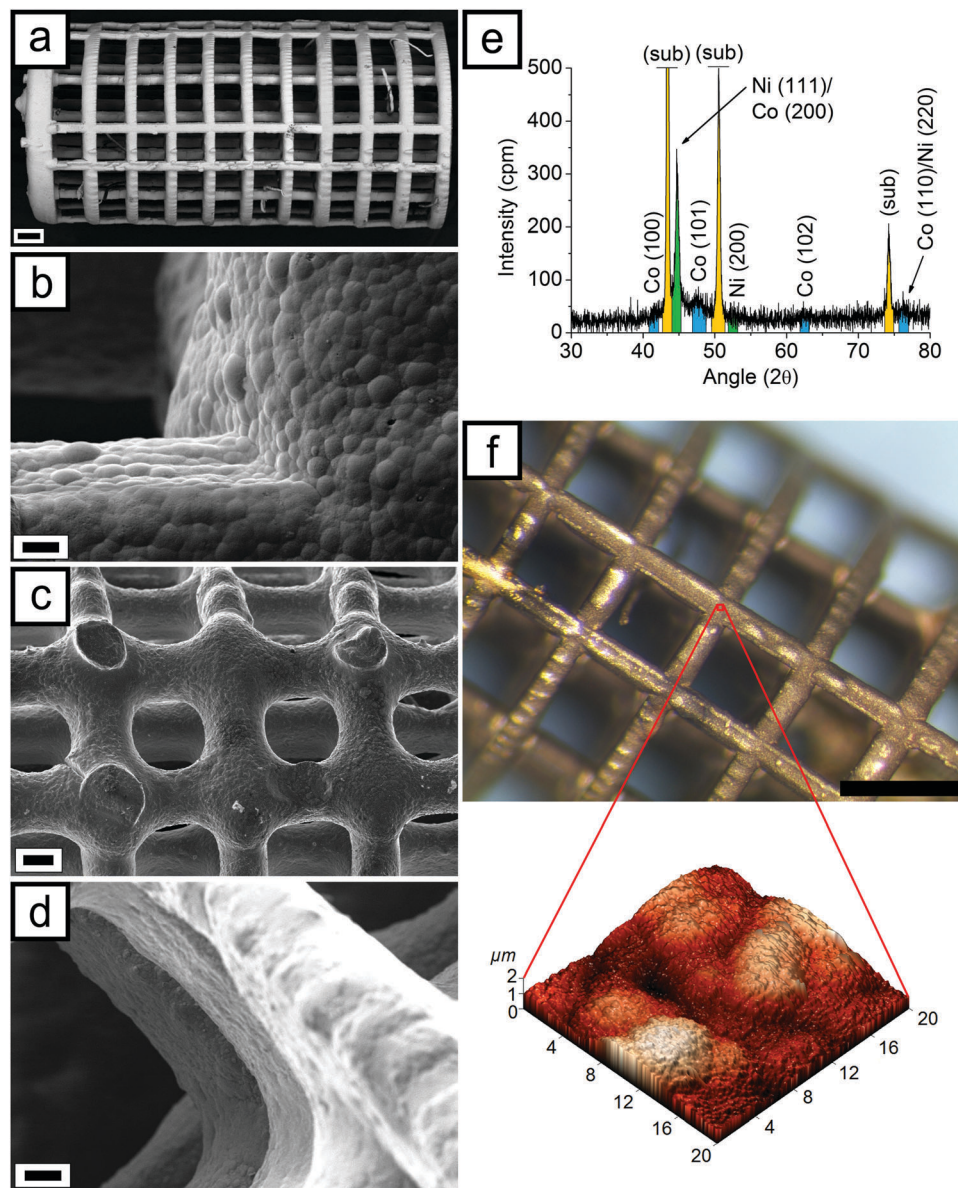 a
b
c
d
e
(sub) (sub)
500
400
300
200
100
0
Intensity (cpm)
Ni (111)/
Co (200)
Co (100)
Co (101)
Ni (200)
Co (102)
(sub)
Co (110)/Ni (220)
30 40 50 60 70 80
Angle (2θ)
f
µm
2
1
0
4
8
12
16
20
4
8
12
16
20